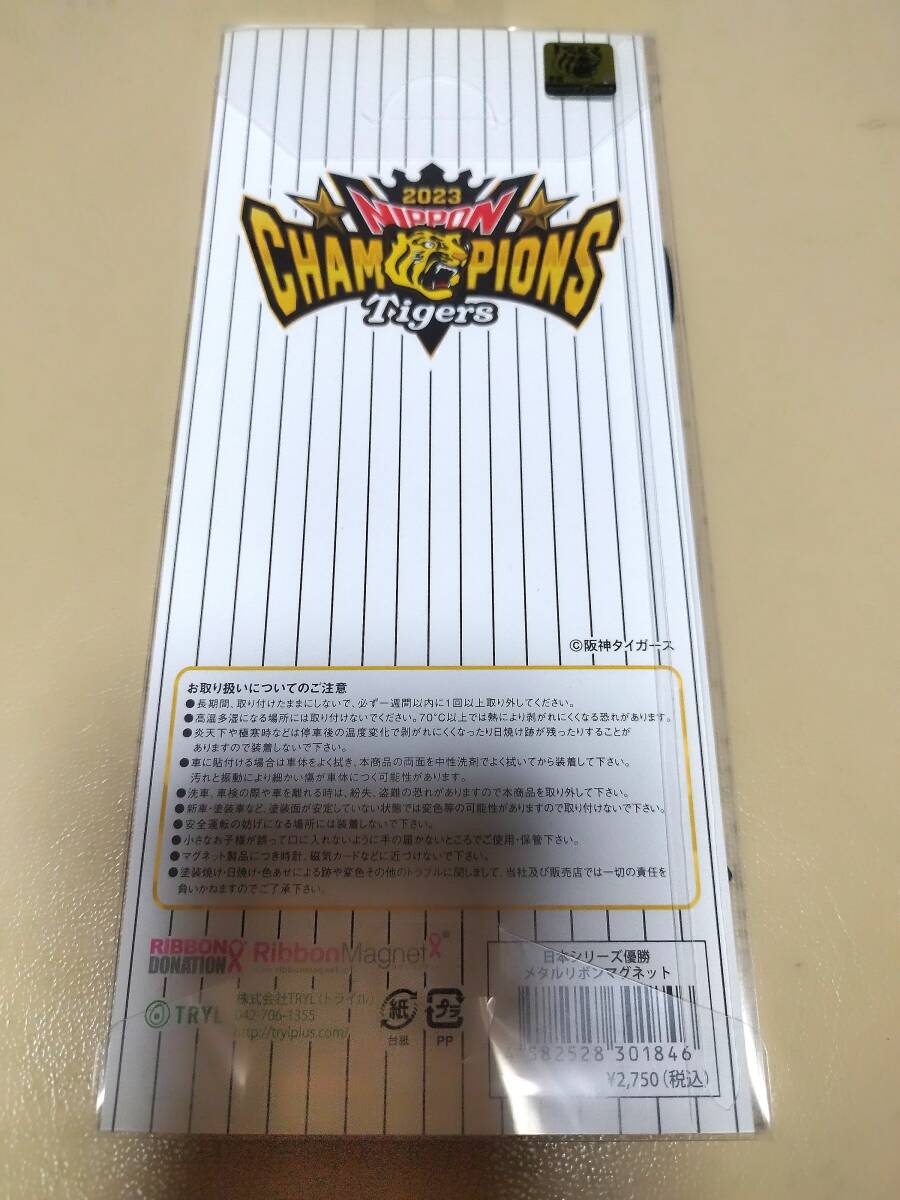 2023
NIPPON
CHAMPIONS
Tigers
©阪神タイガース
お取り扱いについてのご注意
●長期間、取り付けたままにしないで、必ず一週間以内に1回以上取り外してください。
●高温多湿になる場所には取り付けないでください。70℃以上では熱により剥がれにくくなる恐れがあります。
●炎天下や極寒時などは停車後の温度変化で剥がれにくくなったり日焼け跡が残ったりすることが
ありますので装着しないで下さい。
●車に貼付ける場合は車体をよく拭き、本商品の両面を中性洗剤でよく拭いてから装着して下さい。
汚れと振動により細かい傷が車体につく可能性があります。
●洗車、車検の際や車を離れる時は、紛失、盗難の恐れがありますので本商品を取り外して下さい。
●新車・塗装車など、塗装面が安定していない状態では変色等の可能性がありますので取り付けないで下さい。
●安全運転の妨げになる場所には装着しないで下さい。
●小さなお子様が誤って口に入れないように手の届かないところでご使用・保管下さい。
●マグネット製品につき時計、磁気カードなどに近づけないで下さい。
●塗装焼け・日焼け・色あせによる跡や変色その他のトラブルに関しまして、当社及び販売店では一切の責任を
負いかねますのでご了承下さい。
RIBBON
DONATION
RibbonMagnet®
TRYL
株式会社TRYL(トライル)
042-706-1355
http://trylplus.com/
紙
台紙
プラ
PP
日本シリーズ優勝
メタルリボンマグネット
4 582528 301846
¥2,750(税込)